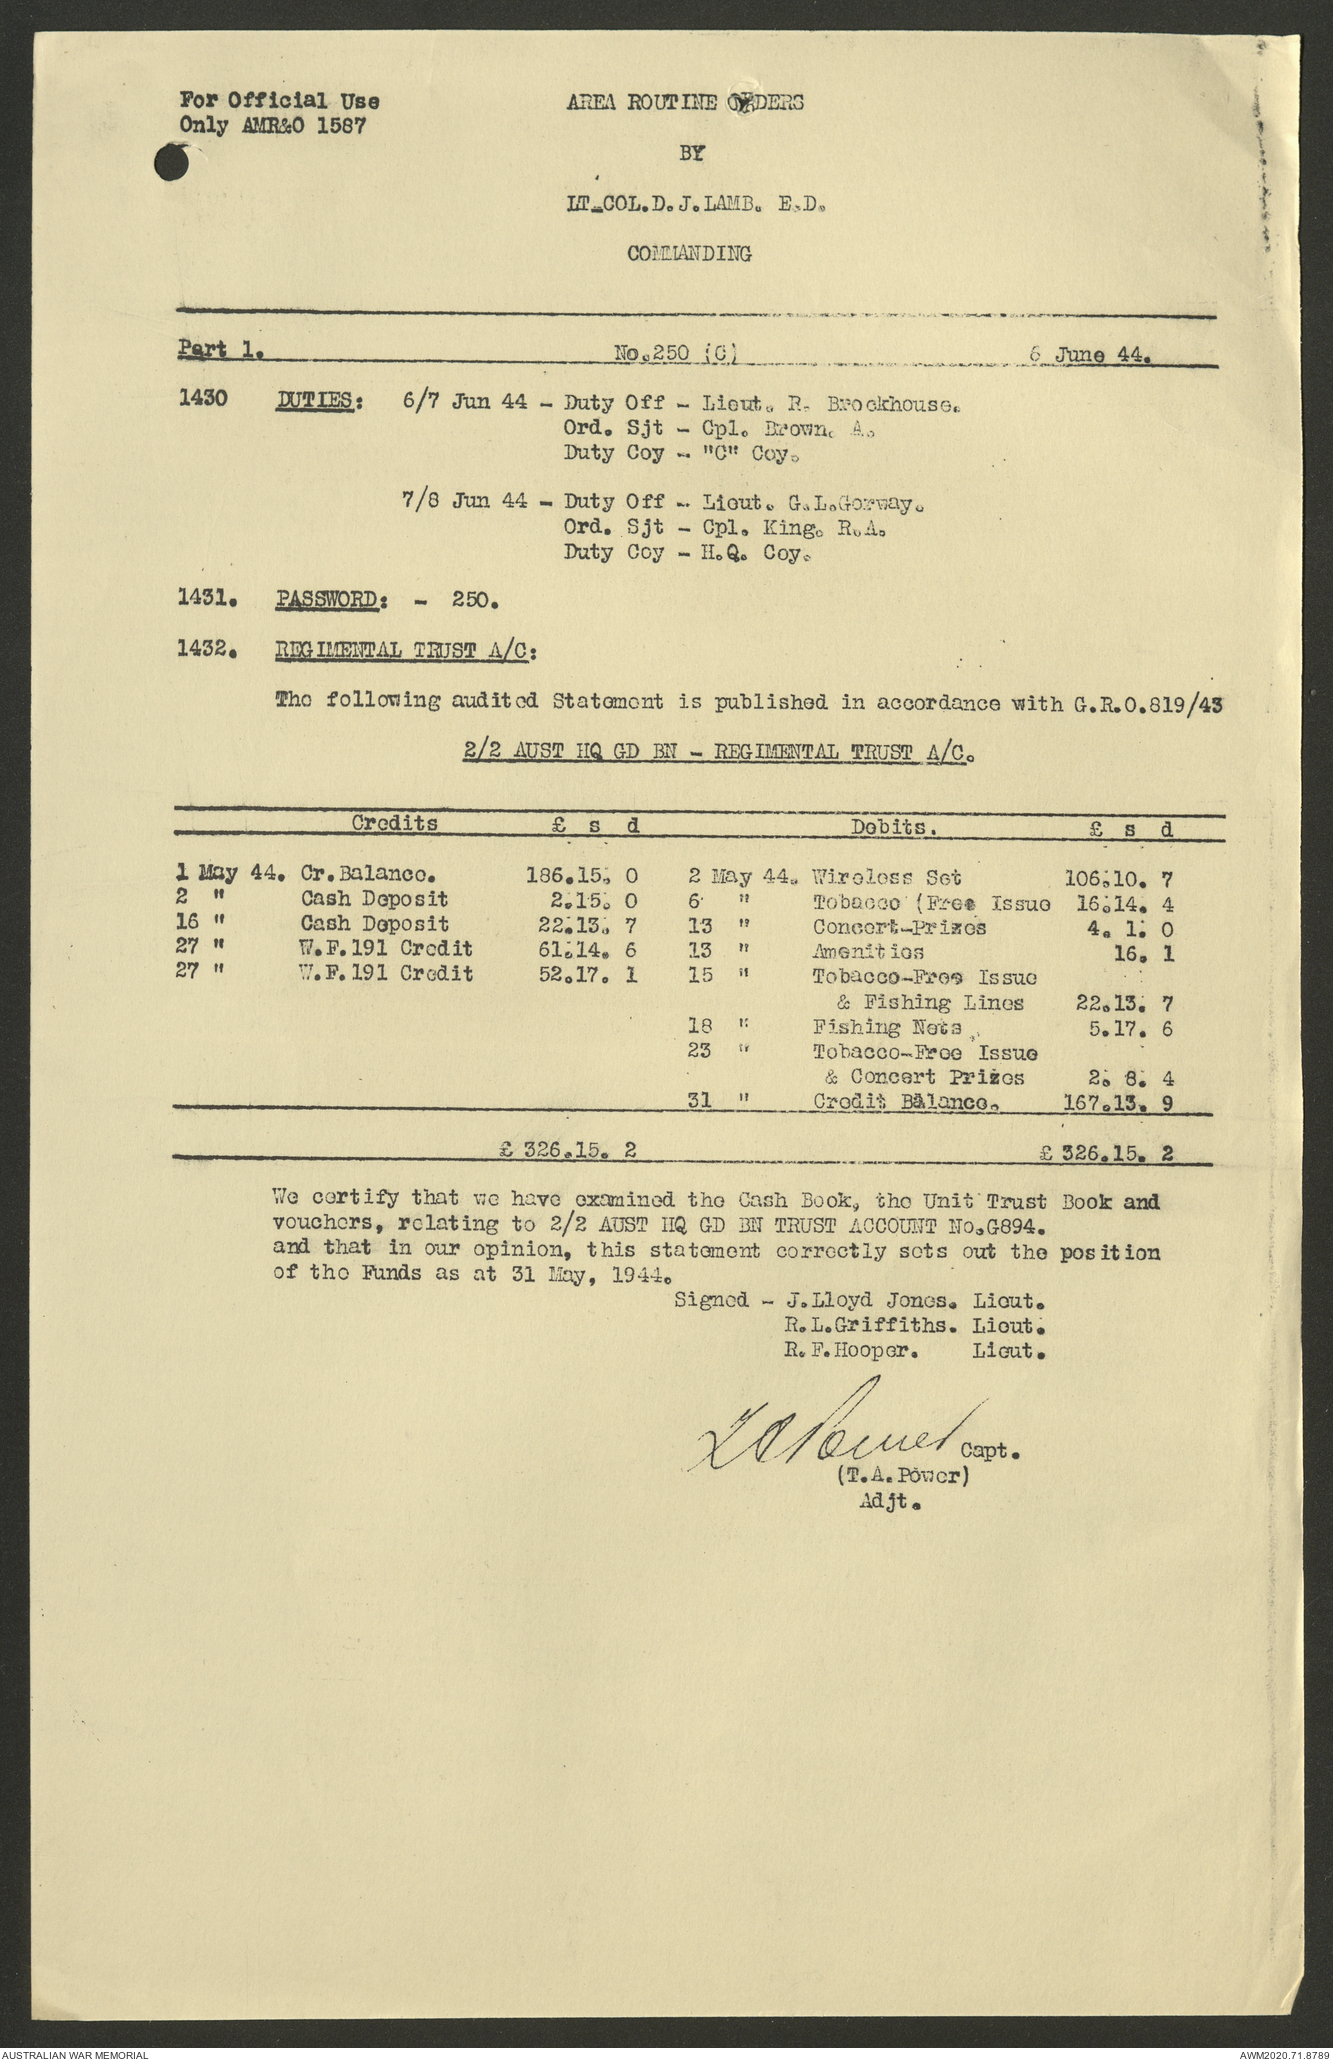 For Official Use
Only AMR&O 1587
AREA ROUTINE ORDERS
BY
LT-COL.D.J.LAMB. E.D.
COMMANDING
Part 1. No.250 (C) 6 June 44.
1430 DUTIES: 6/7 Jun 44 - Duty Off - Lieut. R. Brockhouse.
Ord. Sjt - Cpl. Brown. A.
Duty Coy - "C" Coy.
7/8 Jun 44 - Duty Off - Lieut. G.L.Gorway.
Ord. Sjt - Cpl. King. R.A.
Duty Coy - H.Q. Coy.
1431. PASSWORD: - 250.
1432. REGIMENTAL TRUST A/C:
The following audited Statement is published in accordance with G.R.O.819/43
2/2 AUST HQ GD BN - REGIMENTAL TRUST A/C.
Credits £ s d Debits. £ s d
1 May 44. Cr.Balance. 186.15. 0 2 May 44. Wireless Set 106.10. 7
2 " Cash Deposit 2.15. 0 6 " Tobacco (Free Issue 16.14. 4
16 " Cash Deposit 22.13. 7 13 " Concert-Prizes 4. 1. 0
27 " W.F.191 Credit 61.14. 6 13 " Amenities 16. 1
27 " W.F.191 Credit 52.17. 1 15 " Tobacco-Free Issue
& Fishing Lines 22.13. 7
18 " Fishing Nets 5.17. 6
23 " Tobacco-Free Issue
& Concert Prizes 2. 8. 4
31 " Credit Balance. 167.13. 9
£ 326.15. 2 £ 326.15. 2
We certify that we have examined the Cash Book, the Unit Trust Book and
vouchers, relating to 2/2 AUST HQ GD BN TRUST ACCOUNT No.G894.
and that in our opinion, this statement correctly sets out the position
of the Funds as at 31 May, 1944.
Signed - J.Lloyd Jones. Lieut.
R.L.Griffiths. Lieut.
R.F.Hooper. Lieut.
T A Power Capt.
(T.A.Power)
Adjt.
AUSTRALIAN WAR MEMORIAL AWM2020.71.8789